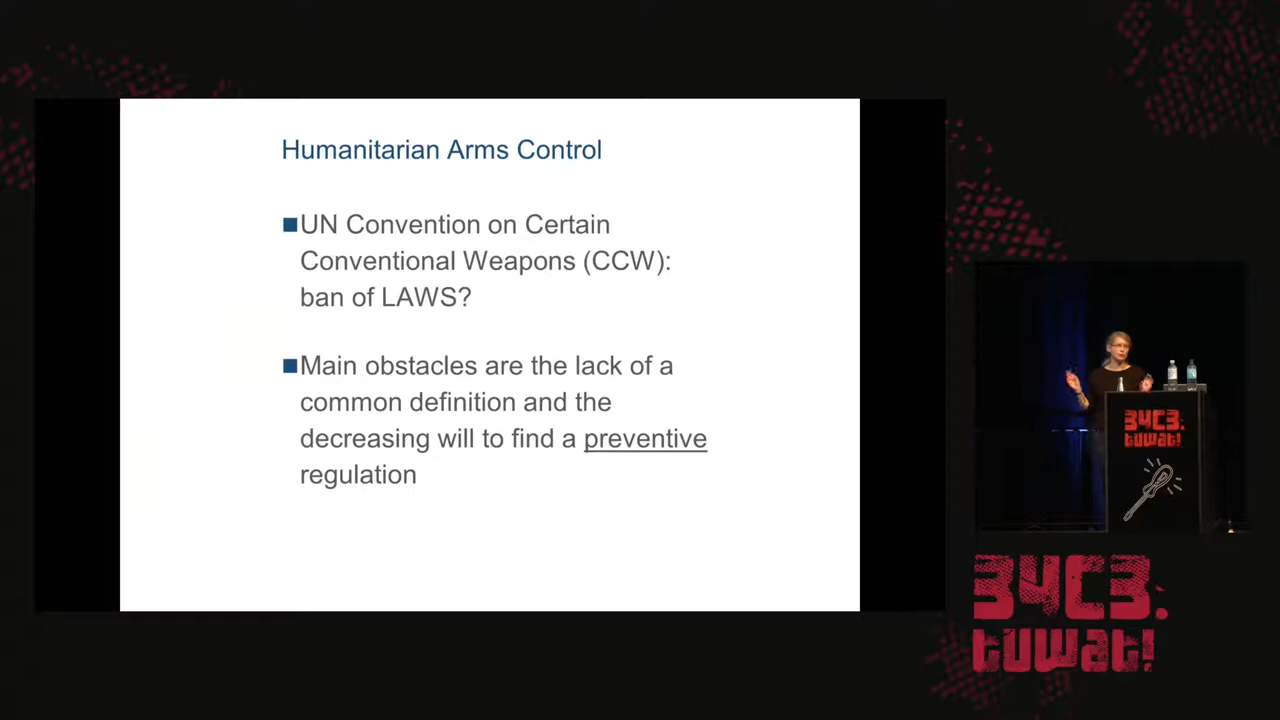 Humanitarian Arms Control
■UN Convention on Certain
Conventional Weapons (CCW):
ban of LAWS?
■Main obstacles are the lack of a
common definition and the
decreasing will to find a preventive
regulation
34C3.
tuwat!
34C3.
tuwat!